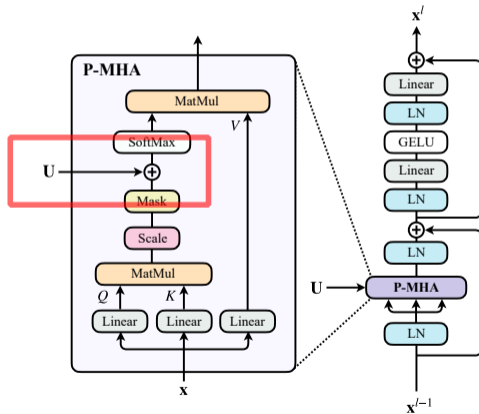 P-MHA
MatMul
V
SoftMax
U
Mask
Scale
MatMul
Q
K
Linear
Linear
Linear
x
x^l
Linear
LN
GELU
Linear
LN
LN
U
P-MHA
LN
x^{l-1}